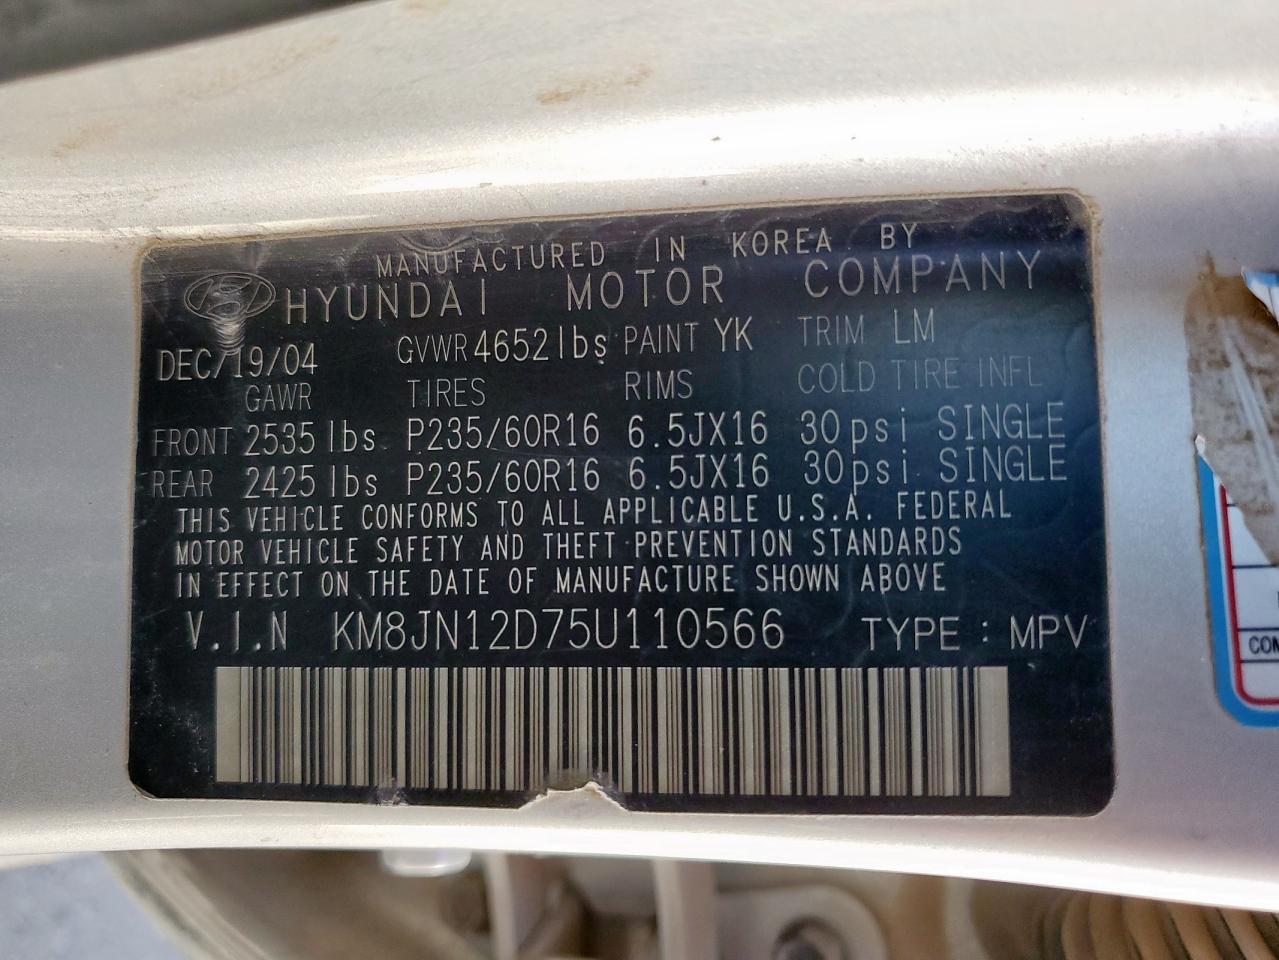 MANUFACTURED IN KOREA BY
HYUNDAI MOTOR COMPANY
DEC/19/04 GVWR 4652lbs PAINT YK TRIM LM
GAWR TIRES RIMS COLD TIRE INFL
FRONT 2535 lbs P235/60R16 6.5JX16 30psi SINGLE
REAR 2425 lbs P235/60R16 6.5JX16 30psi SINGLE
THIS VEHICLE CONFORMS TO ALL APPLICABLE U.S.A. FEDERAL
MOTOR VEHICLE SAFETY AND THEFT PREVENTION STANDARDS
IN EFFECT ON THE DATE OF MANUFACTURE SHOWN ABOVE
V.I.N KM8JN12D75U110566 TYPE : MPV